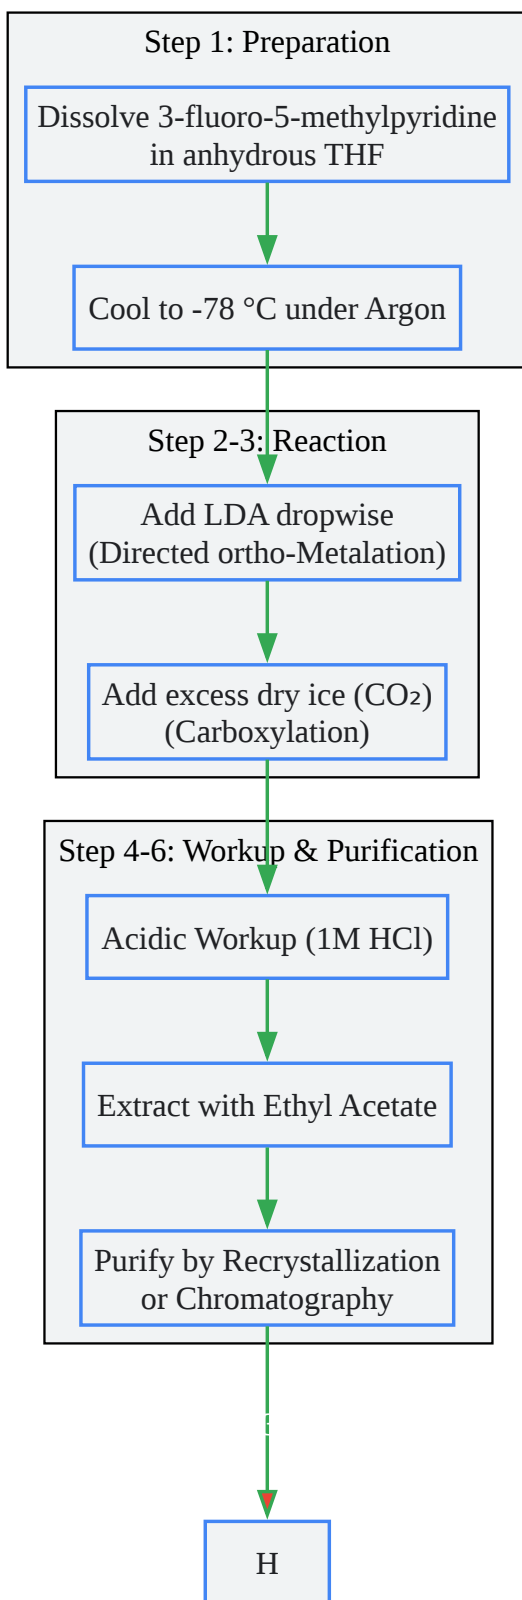 Step 1: Preparation
Dissolve 3-fluoro-5-methylpyridine
in anhydrous THF
Cool to -78 °C under Argon
Step 2-3: Reaction
Add LDA dropwise
(Directed ortho-Metalation)
Add excess dry ice (CO₂)
(Carboxylation)
Step 4-6: Workup & Purification
Acidic Workup (1M HCl)
Extract with Ethyl Acetate
Purify by Recrystallization
or Chromatography
H